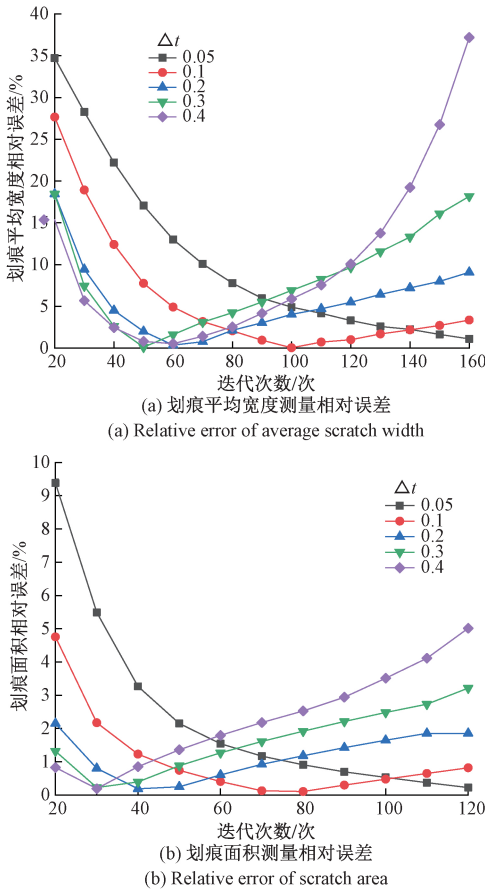 40
35
30
25
20
15
10
5
0
划痕平均宽度相对误差/%
△t
0.05
0.1
0.2
0.3
0.4
20 40 60 80 100 120 140 160
迭代次数/次
(a) 划痕平均宽度测量相对误差
(a) Relative error of average scratch width
10
9
8
7
6
5
4
3
2
1
0
划痕面积相对误差/%
△t
0.05
0.1
0.2
0.3
0.4
20 40 60 80 100 120
迭代次数/次
(b) 划痕面积测量相对误差
(b) Relative error of scratch area